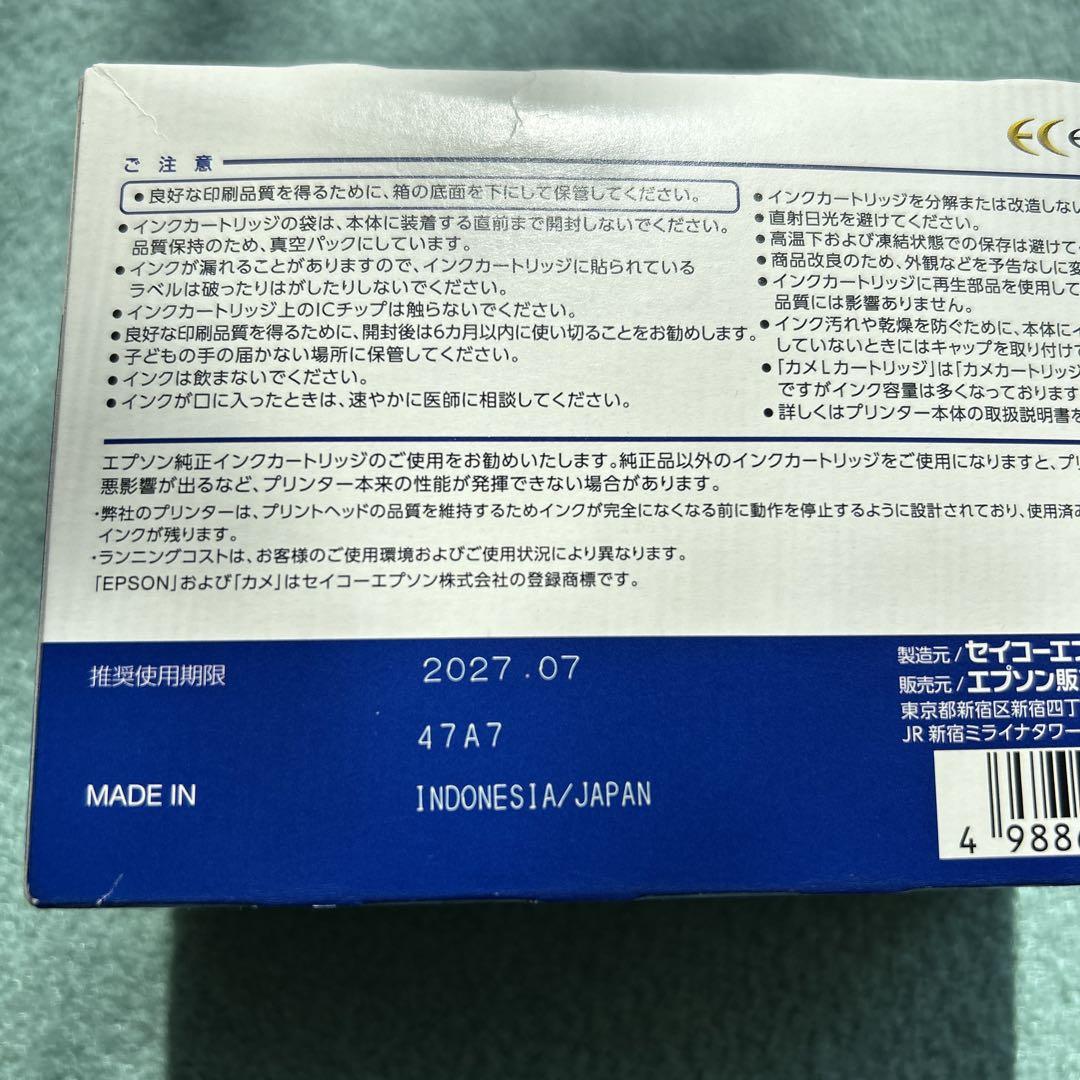 ご注意
●良好な印刷品質を得るために、箱の底面を下にして保管してください。
●インクカートリッジの袋は、本体に装着する直前まで開封しないでください。
品質保持のため、真空パックにしています。
●インクが漏れることがありますので、インクカートリッジに貼られている
ラベルは破ったりはがしたりしないでください。
●インクカートリッジ上のICチップは触らないでください。
●良好な印刷品質を得るために、開封後は6カ月以内に使い切ることをお勧めします。
●子どもの手の届かない場所に保管してください。
●インクは飲まないでください。
●インクが口に入ったときは、速やかに医師に相談してください。
●インクカートリッジを分解または改造しない
●直射日光を避けてください。
●高温下および凍結状態での保存は避けて
●商品改良のため、外観などを予告なしに変
●インクカートリッジに再生部品を使用して
品質には影響ありません。
●インク汚れや乾燥を防ぐために、本体にイ
していないときにはキャップを取り付けて
●「カメLカートリッジ」は「カメカートリッジ
ですがインク容量は多くなっております
●詳しくはプリンター本体の取扱説明書を
エプソン純正インクカートリッジのご使用をお勧めいたします。純正品以外のインクカートリッジをご使用になりますと、プリ
悪影響が出るなど、プリンター本来の性能が発揮できない場合があります。
・弊社のプリンターは、プリントヘッドの品質を維持するためインクが完全になくなる前に動作を停止するように設計されており、使用済み
インクが残ります。
・ランニングコストは、お客様のご使用環境およびご使用状況により異なります。
「EPSON」および「カメ」はセイコーエプソン株式会社の登録商標です。
推奨使用期限 2027.07
47A7
MADE IN INDONESIA/JAPAN
製造元/セイコーエプ
販売元/エプソン販
東京都新宿区新宿四丁
JR新宿ミライナタワー
4 988